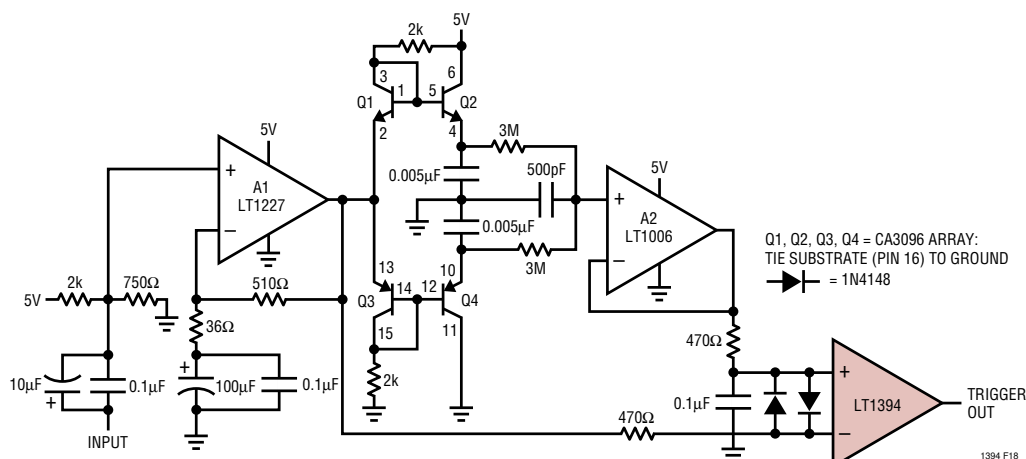 5V
2k
3
1
Q1
2
5
6
Q2
4
3M
0.005µF
500pF
0.005µF
3M
5V
+
A1
LT1227
−
5V
+
A2
LT1006
−
Q1, Q2, Q3, Q4 = CA3096 ARRAY:
TIE SUBSTRATE (PIN 16) TO GROUND
= 1N4148
13
14
Q3
15
12
10
Q4
11
2k
5V
2k
750Ω
510Ω
36Ω
10µF
+
0.1µF
INPUT
+
100µF
0.1µF
470Ω
0.1µF
470Ω
+
LT1394
−
TRIGGER
OUT
1394 F18